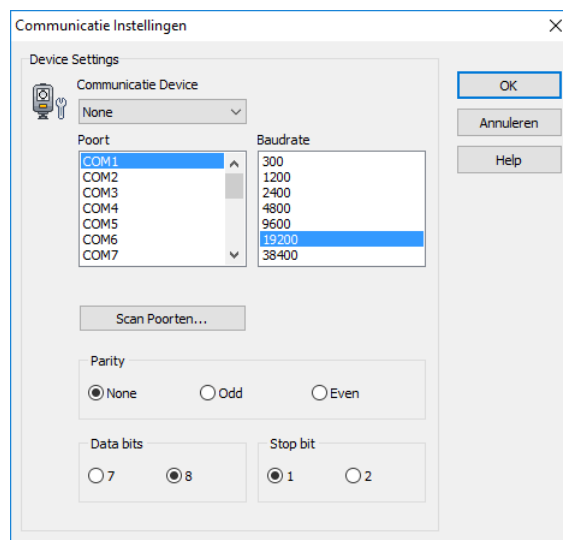 Communicatie Instellingen
Device Settings
Communicatie Device
None
Poort
Baudrate
COM1
COM2
COM3
COM4
COM5
COM6
COM7
300
1200
2400
4800
9600
19200
38400
Scan Poorten...
Parity
None Odd Even
Data bits
7 8
Stop bit
1 2
OK
Annuleren
Help